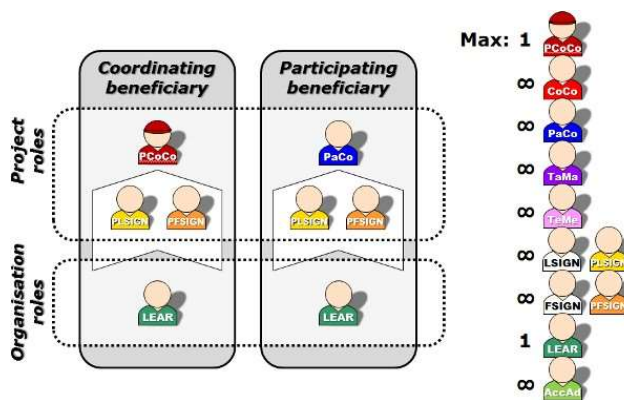 Coordinating
beneficiary
Participating
beneficiary
Project
roles
PCoCo
PaCo
PLSIGN PFSIGN
PLSIGN PFSIGN
Organisation
roles
LEAR
LEAR
Max: 1 PCoCo
∞ CoCo
∞ PaCo
∞ TaMa
∞ TeMe
∞ LSIGN PLSIGN
∞ FSIGN PFSIGN
1 LEAR
∞ AccAd